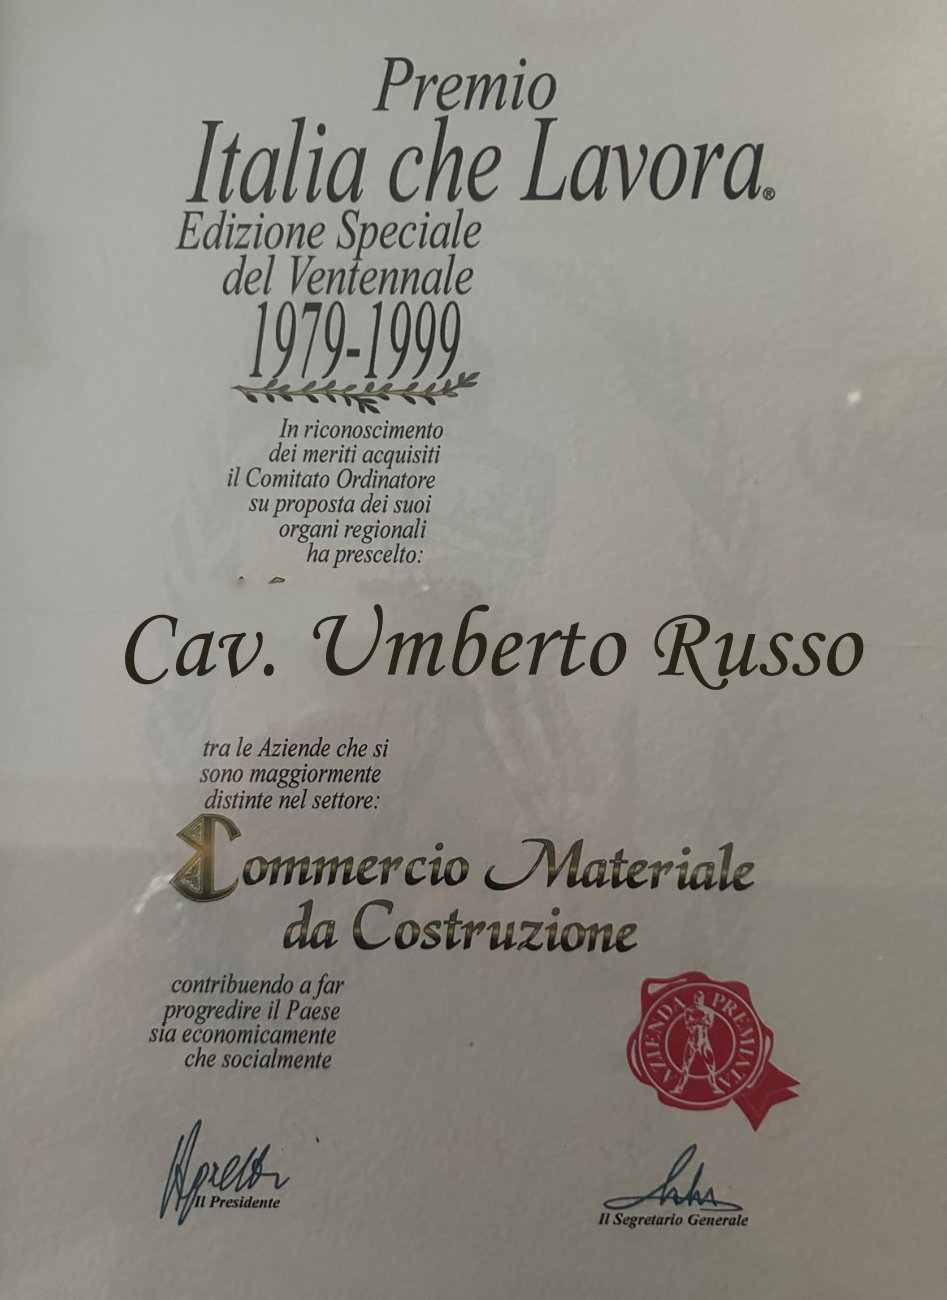 Premio
Italia che Lavora®
Edizione Speciale
del Ventennale
1979-1999
In riconoscimento
dei meriti acquisiti
il Comitato Ordinatore
su proposta dei suoi
organi regionali
ha prescelto:
Cav. Umberto Russo
tra le Aziende che si
sono maggiormente
distinte nel settore:
Commercio Materiale
da Costruzione
contribuendo a far
progredire il Paese
sia economicamente
che socialmente
AZIENDA PREMIATA
Il Presidente
Il Segretario Generale